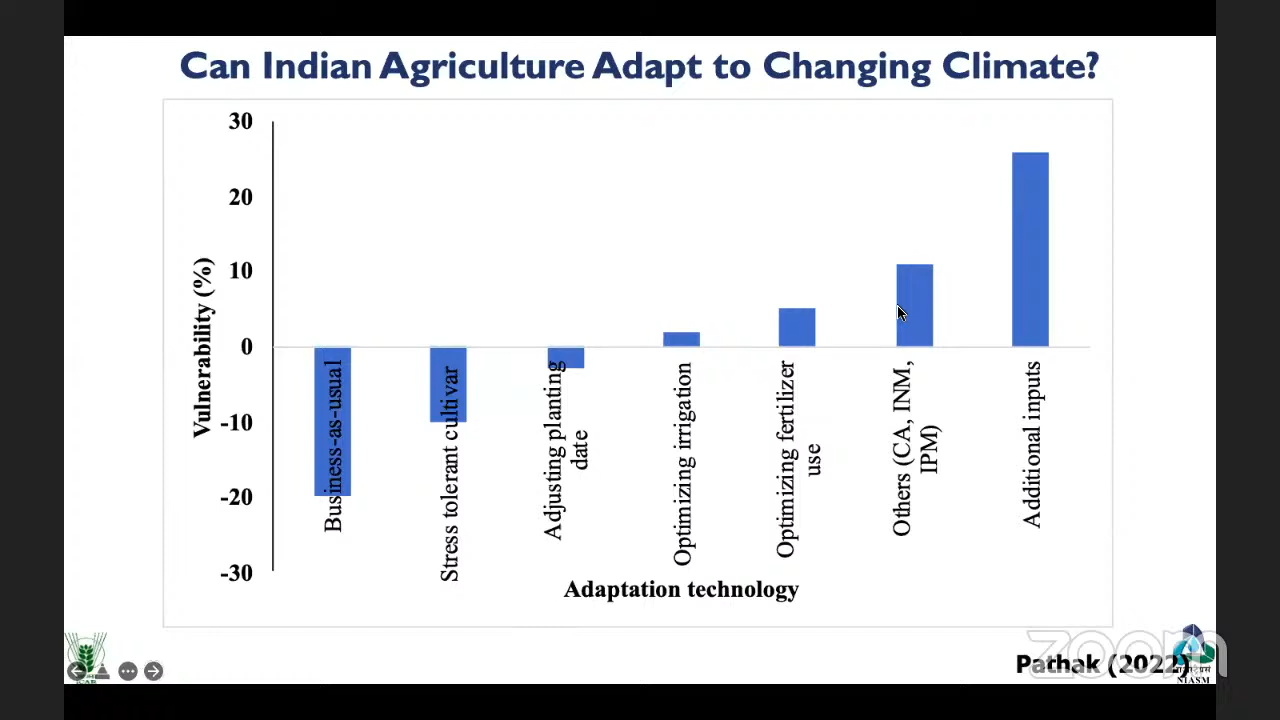 Can Indian Agriculture Adapt to Changing Climate?
30
20
10
0
-10
-20
-30
Vulnerability (%)
Business-as-usual
Stress tolerant cultivar
Adjusting planting
date
Optimizing irrigation
Optimizing fertilizer
use
Others (CA, INM,
IPM)
Additional inputs
Adaptation technology
Pathak (2022)
zoom
NIASM